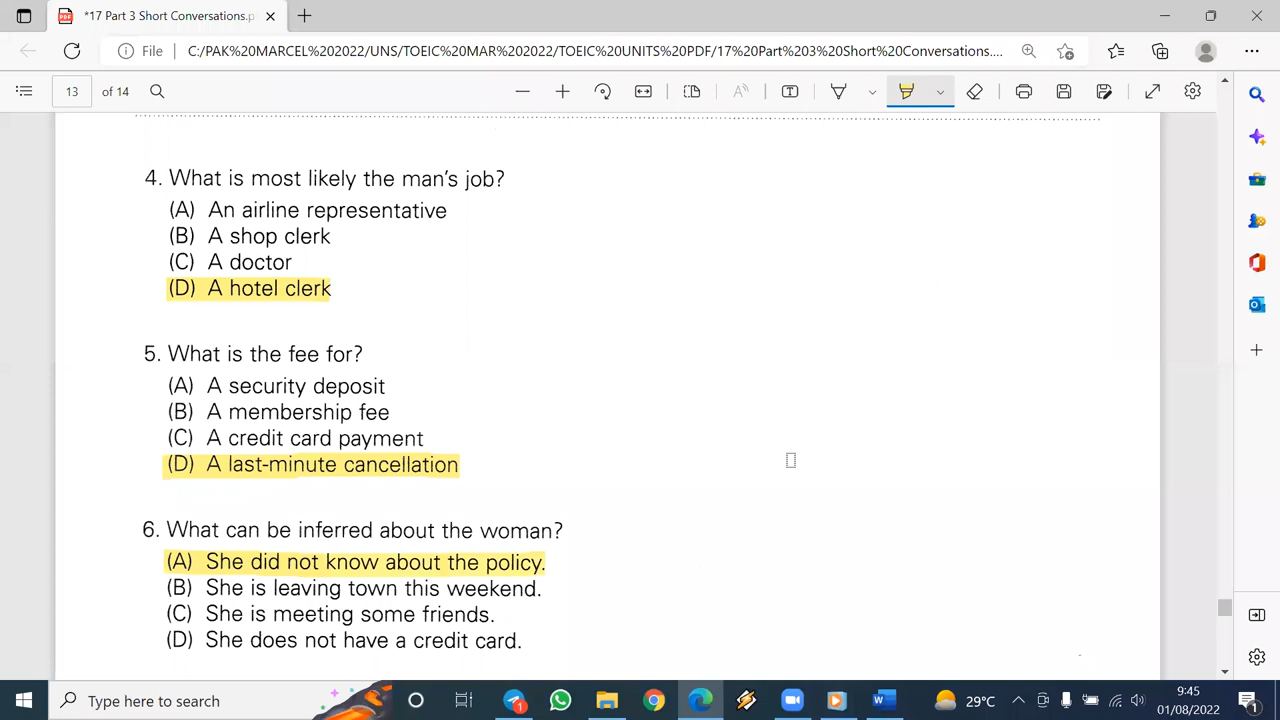 *17 Part 3 Short Conversations.p
File
C:/PAK%20MARCEL%202022/UNS/TOEIC%20MAR%202022/TOEIC%20UNITS%20PDF/17%20Part%203%20Short%20Conversations....
13 of 14
4. What is most likely the man's job?
(A) An airline representative
(B) A shop clerk
(C) A doctor
(D) A hotel clerk
5. What is the fee for?
(A) A security deposit
(B) A membership fee
(C) A credit card payment
(D) A last-minute cancellation
6. What can be inferred about the woman?
(A) She did not know about the policy.
(B) She is leaving town this weekend.
(C) She is meeting some friends.
(D) She does not have a credit card.
Type here to search
29°C
9:45
01/08/2022